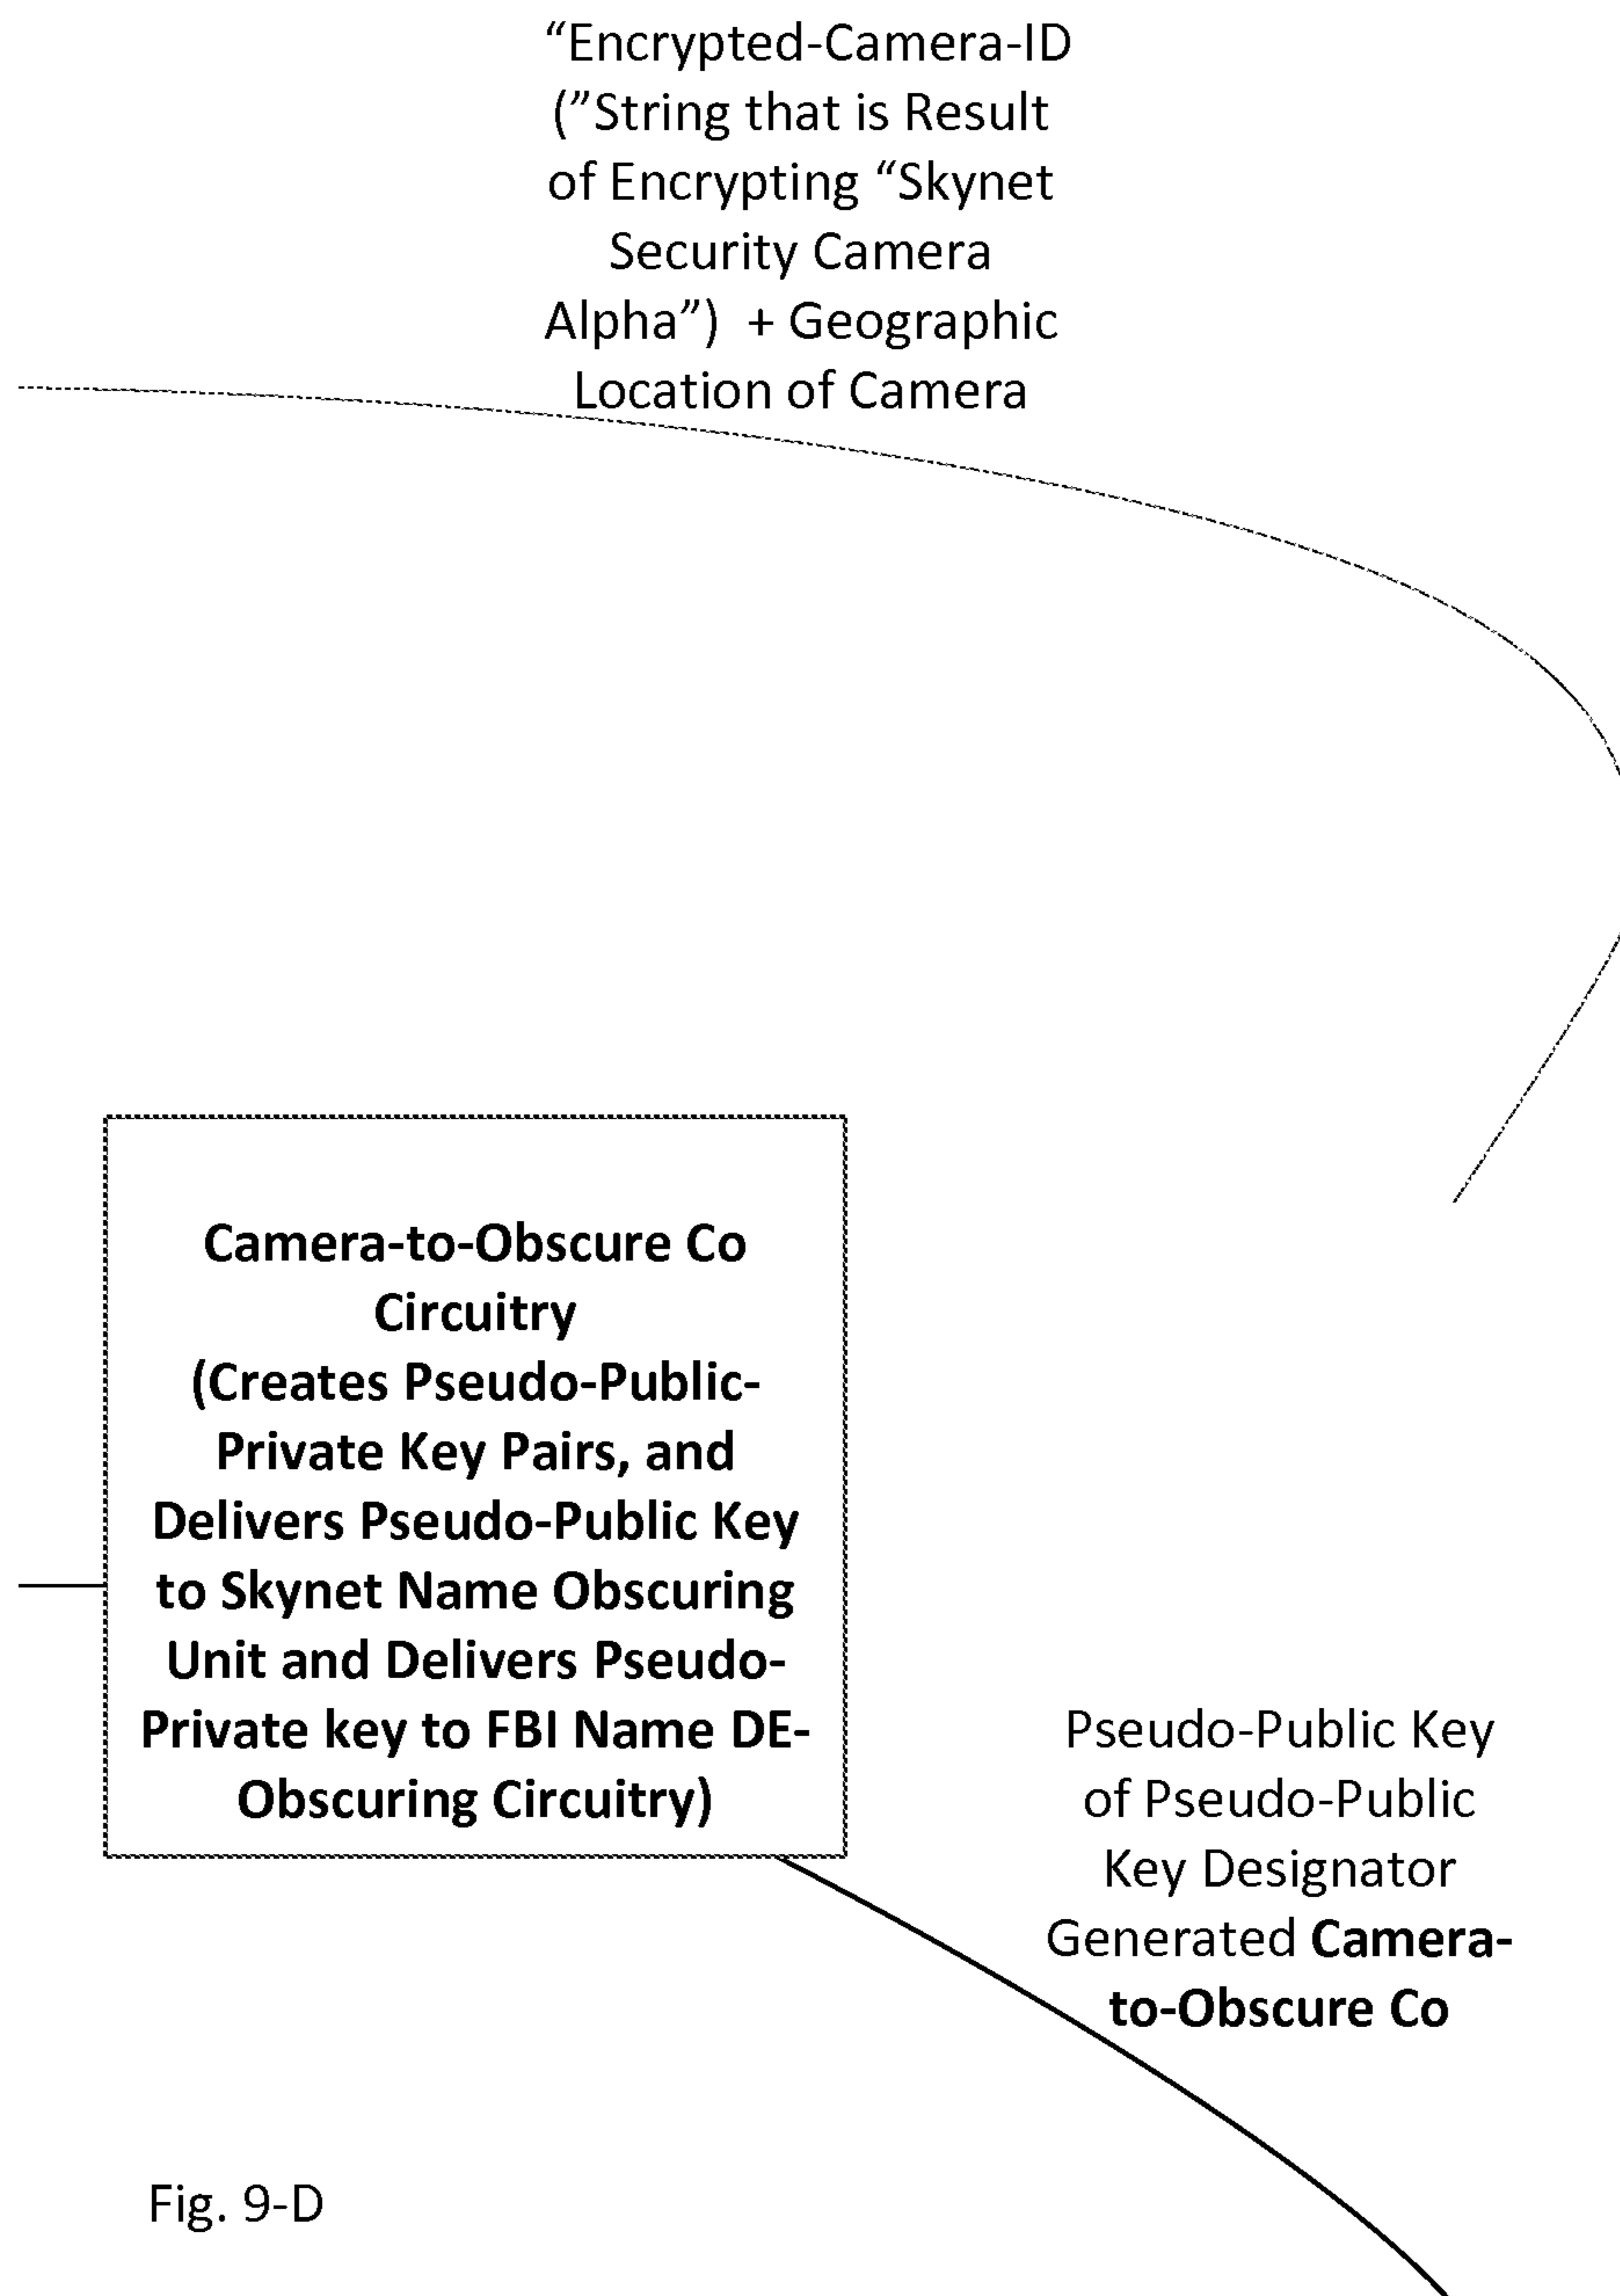 “Encrypted-Camera-ID
(”String that is Result
of Encrypting “Skynet
Security Camera
Alpha”)  + Geographic
Location of Camera
Camera-to-Obscure Co
Circuitry
(Creates Pseudo-Public-
Private Key Pairs, and
Delivers Pseudo-Public Key
to Skynet Name Obscuring
Unit and Delivers Pseudo-
Private key to FBI Name DE-
Obscuring Circuitry)
Pseudo-Public Key
of Pseudo-Public
Key Designator
Generated Camera-
to-Obscure Co
Fig. 9-D